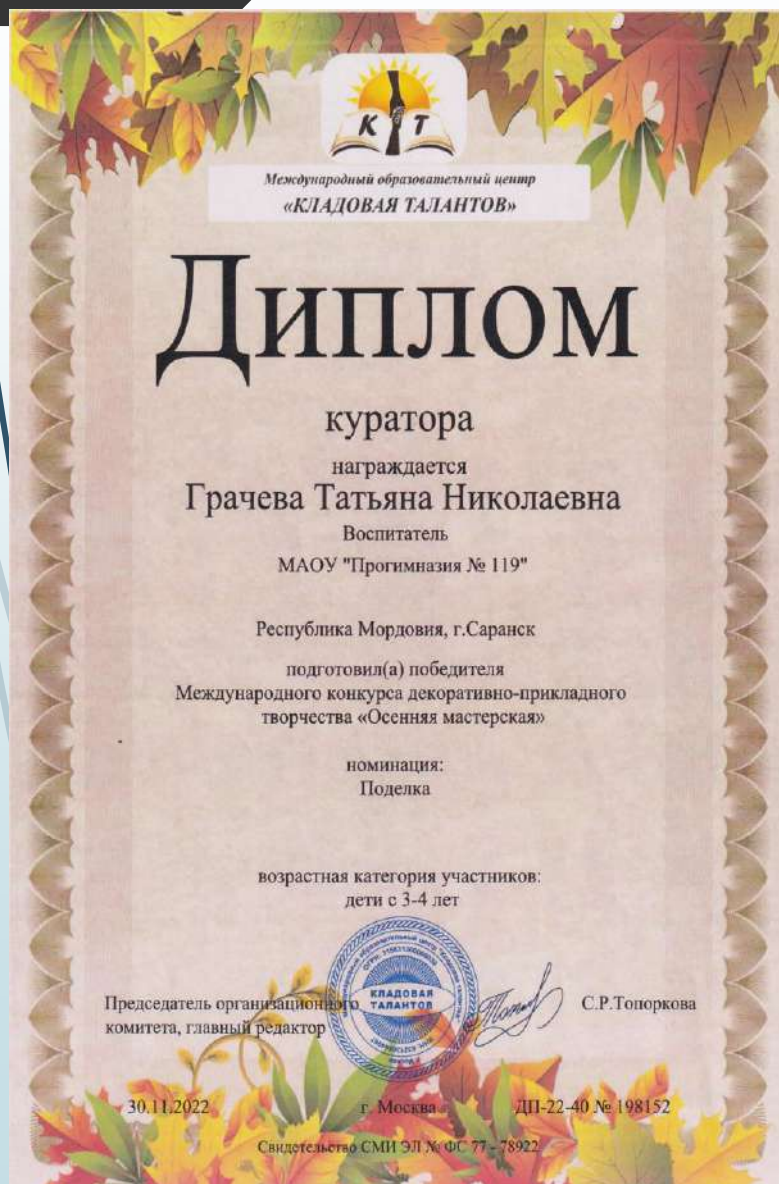 К Т
Международный образовательный центр
«КЛАДОВАЯ ТАЛАНТОВ»
Диплом
куратора
награждается
Грачева Татьяна Николаевна
Воспитатель
МАОУ "Прогимназия № 119"
Республика Мордовия, г.Саранск
подготовил(а) победителя
Международного конкурса декоративно-прикладного
творчества «Осенняя мастерская»
номинация:
Поделка
возрастная категория участников:
дети с 3-4 лет
КЛАДОВАЯ
ТАЛАНТОВ
Председатель организационного
комитета, главный редактор
С.Р.Топоркова
30.11.2022 г. Москва ДП-22-40 № 198152
Свидетельство СМИ ЭЛ № ФС 77 - 78922